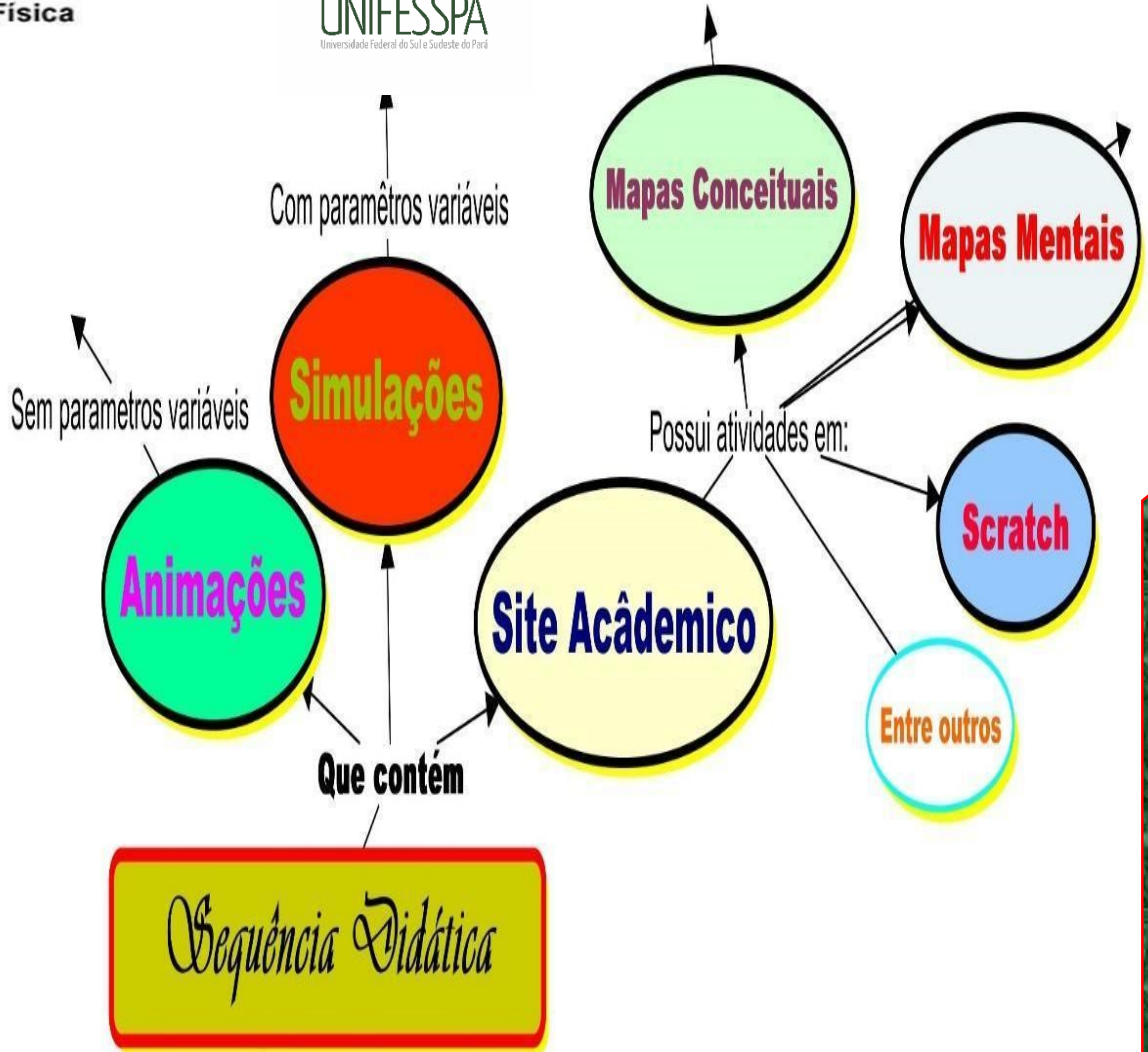 Física
UNIFESSPA
Universidade Federal do Sul e Sudeste do Pará
Com paramêtros variáveis
Mapas Conceituais
Mapas Mentais
Sem parametros variáveis
Simulações
Possui atividades em:
Scratch
Animações
Site Acâdemico
Entre outros
Que contém
Sequência Didática